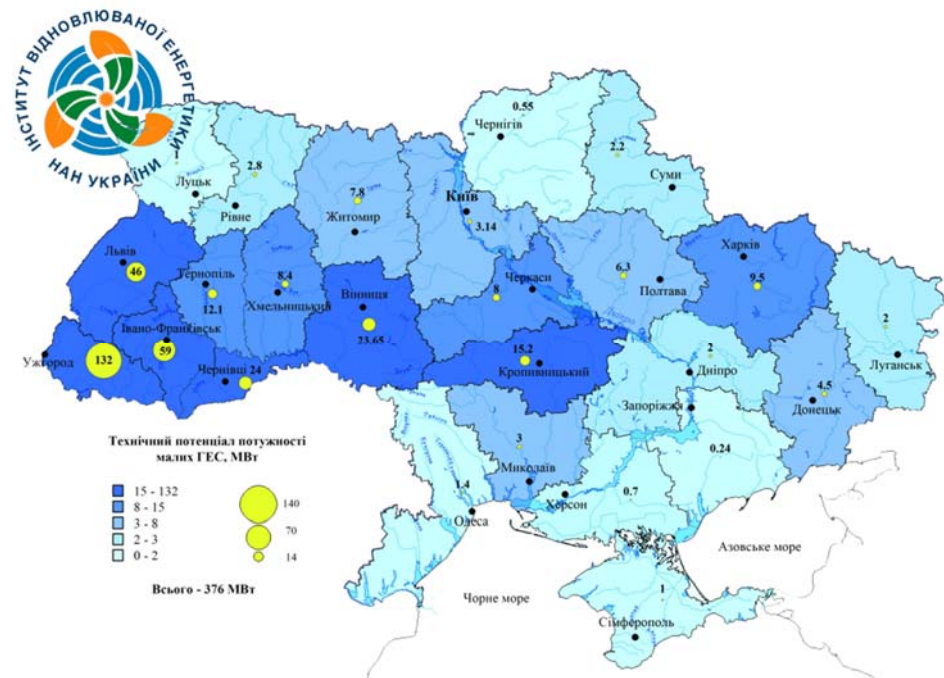 ІНСТИТУТ ВІДНОВЛЮВАНОЇ ЕНЕРГЕТИКИ
НАН УКРАЇНИ
0.55
Чернігів
2.2
Суми
Луцьк
2.8
Рівне
7.8
Житомир
Київ
3.14
Львів
46
Тернопіль
12.1
8.4
Хмельницький
Вінниця
23.65
Черкаси
8
6.3
Полтава
Харків
9.5
2
Луганськ
Ужгород
132
Івано-Франківськ
59
Чернівці 24
15.2
Кропивницький
Дніпро
2
Дніпро
Запоріжжя
4.5
Донецьк
3
Миколаїв
0.24
1.4
Одеса
Херсон
0.7
Азовське море
Чорне море
1
Сімферополь
Технічний потенціал потужності
малих ГЕС, МВт
15 - 132
8 - 15
3 - 8
2 - 3
0 - 2
140
70
14
Всього - 376 МВт